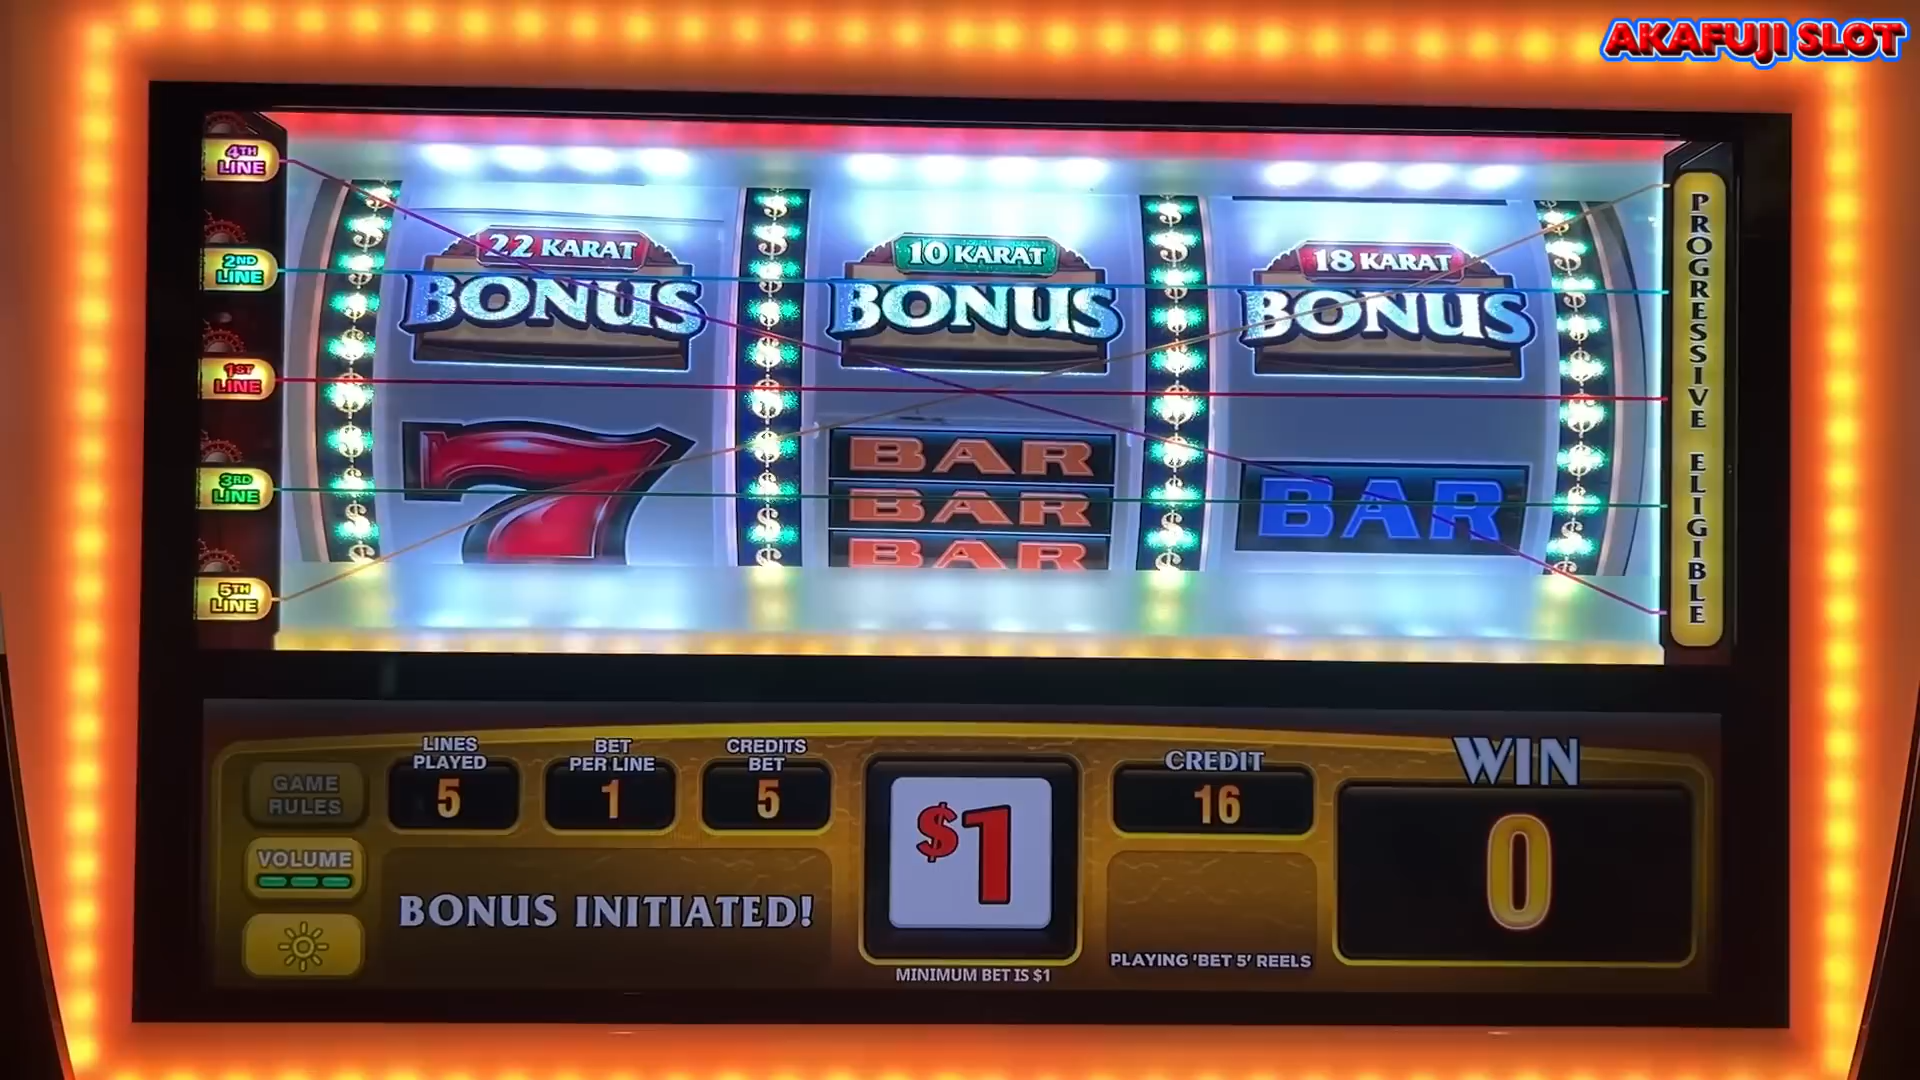 AKAFUJI SLOT
4TH
LINE
2ND
LINE
1ST
LINE
3RD
LINE
5TH
LINE
22 KARAT
BONUS
10 KARAT
BONUS
18 KARAT
BONUS
7
BAR
BAR
BAR
BAR
PROGRESSIVE ELIGIBLE
GAME
RULES
VOLUME
LINES
PLAYED
5
BET
PER LINE
1
CREDITS
BET
5
BONUS INITIATED!
$1
MINIMUM BET IS $1
CREDIT
16
PLAYING 'BET 5' REELS
WIN
0